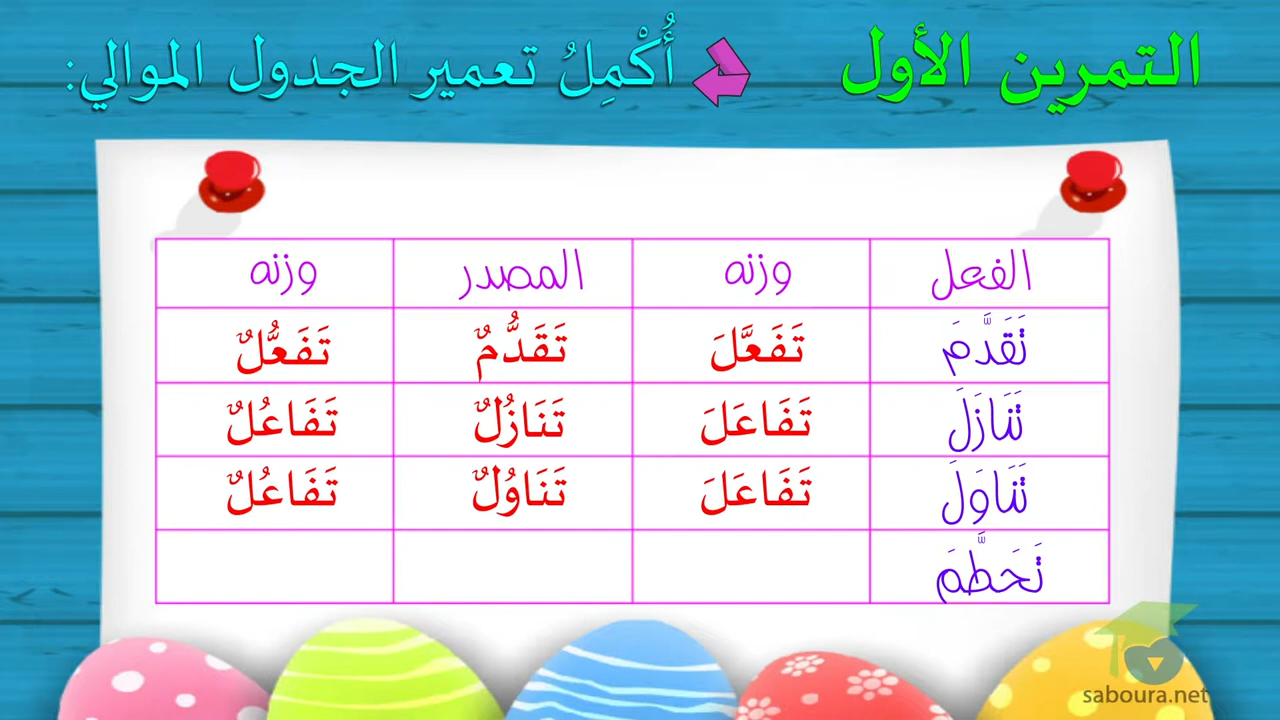 التمرين الأول
أُكْمِلُ تعمير الجدول الموالي:
الفعل وزنه المصدر وزنه
تَقَدَّمَ تَفَعَّلَ تَقَدُّمٌ تَفَعُّلٌ
تَنَازَلَ تَفَاعَلَ تَنَازُلٌ تَفَاعُلٌ
تَنَاوَلَ تَفَاعَلَ تَنَاوُلٌ تَفَاعُلٌ
تَحَطَّمَ
saboura.net